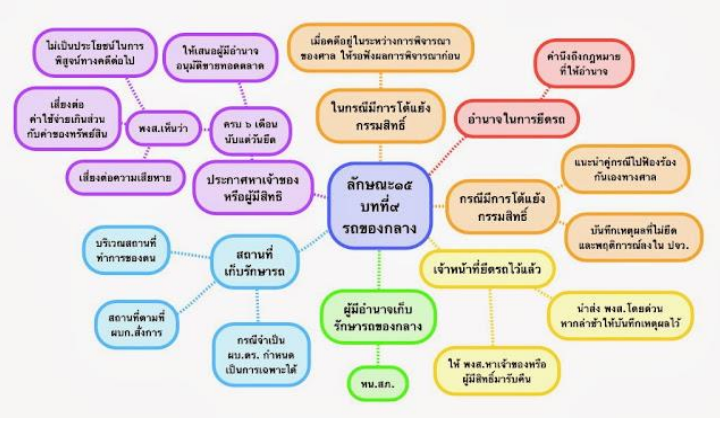 ไม่เป็นประโยชน์ในการ
พิสูจน์ทางคดีต่อไป
ให้เสนอผู้มีอำนาจ
อนุมัติขายทอดตลาด
เสี่ยงต่อ
ค่าใช้จ่ายเกินส่วน
กับค่าของทรัพย์สิน
พงส.เห็นว่า
ครบ ๖ เดือน
นับแต่วันยึด
เสี่ยงต่อความเสียหาย
ประกาศหาเจ้าของ
หรือผู้มีสิทธิ
เมื่อคดีอยู่ในระหว่างการพิจารณา
ของศาล ให้รอฟังผลการพิจารณาก่อน
ในกรณีมีการโต้แย้ง
กรรมสิทธิ์
คำนึงถึงกฎหมาย
ที่ให้อำนาจ
อำนาจในการยึดรถ
ลักษณะ๑๕
บทที่๙
รถของกลาง
แนะนำคู่กรณีไปฟ้องร้อง
กันเองทางศาล
กรณีมีการโต้แย้ง
กรรมสิทธิ์
บันทึกเหตุผลที่ไม่ยึด
และพฤติการณ์ลงใน ปจว.
บริเวณสถานที่
ทำการของตน
สถานที่
เก็บรักษารถ
สถานที่ตามที่
ผบก.สั่งการ
กรณีจำเป็น
ผบ.ตร. กำหนด
เป็นการเฉพาะได้
ผู้มีอำนาจเก็บ
รักษารถของกลาง
หน.สภ.
เจ้าหน้าที่ยึดรถไว้แล้ว
นำส่ง พงส.โดยด่วน
หากล่าช้าให้บันทึกเหตุผลไว้
ให้ พงส.หาเจ้าของหรือ
ผู้มีสิทธิ์มารับคืน